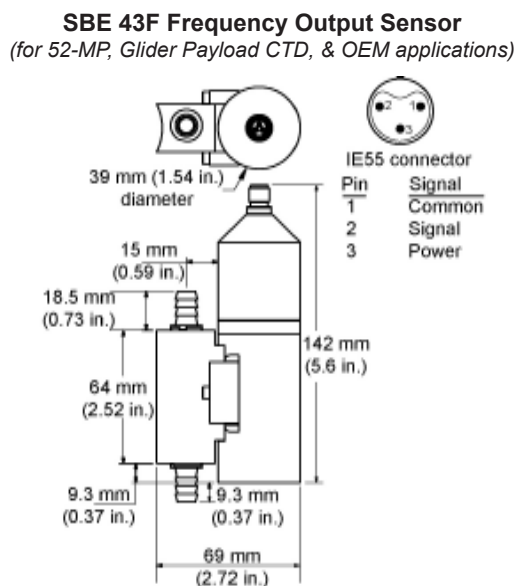 SBE 43F Frequency Output Sensor
(for 52-MP, Glider Payload CTD, & OEM applications)
2 1
3
IE55 connector
Pin Signal
1 Common
2 Signal
3 Power
39 mm (1.54 in.)
diameter
15 mm
(0.59 in.)
18.5 mm
(0.73 in.)
142 mm
(5.6 in.)
64 mm
(2.52 in.)
9.3 mm
(0.37 in.)
9.3 mm
(0.37 in.)
69 mm
(2.72 in.)